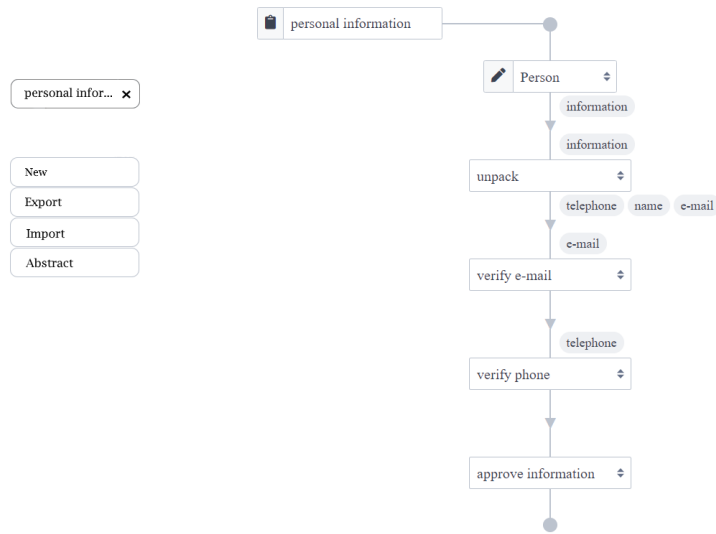 personal information
Person
personal infor...
information
information
New
unpack
Export
telephone name e-mail
Import
e-mail
Abstract
verify e-mail
telephone
verify phone
approve information